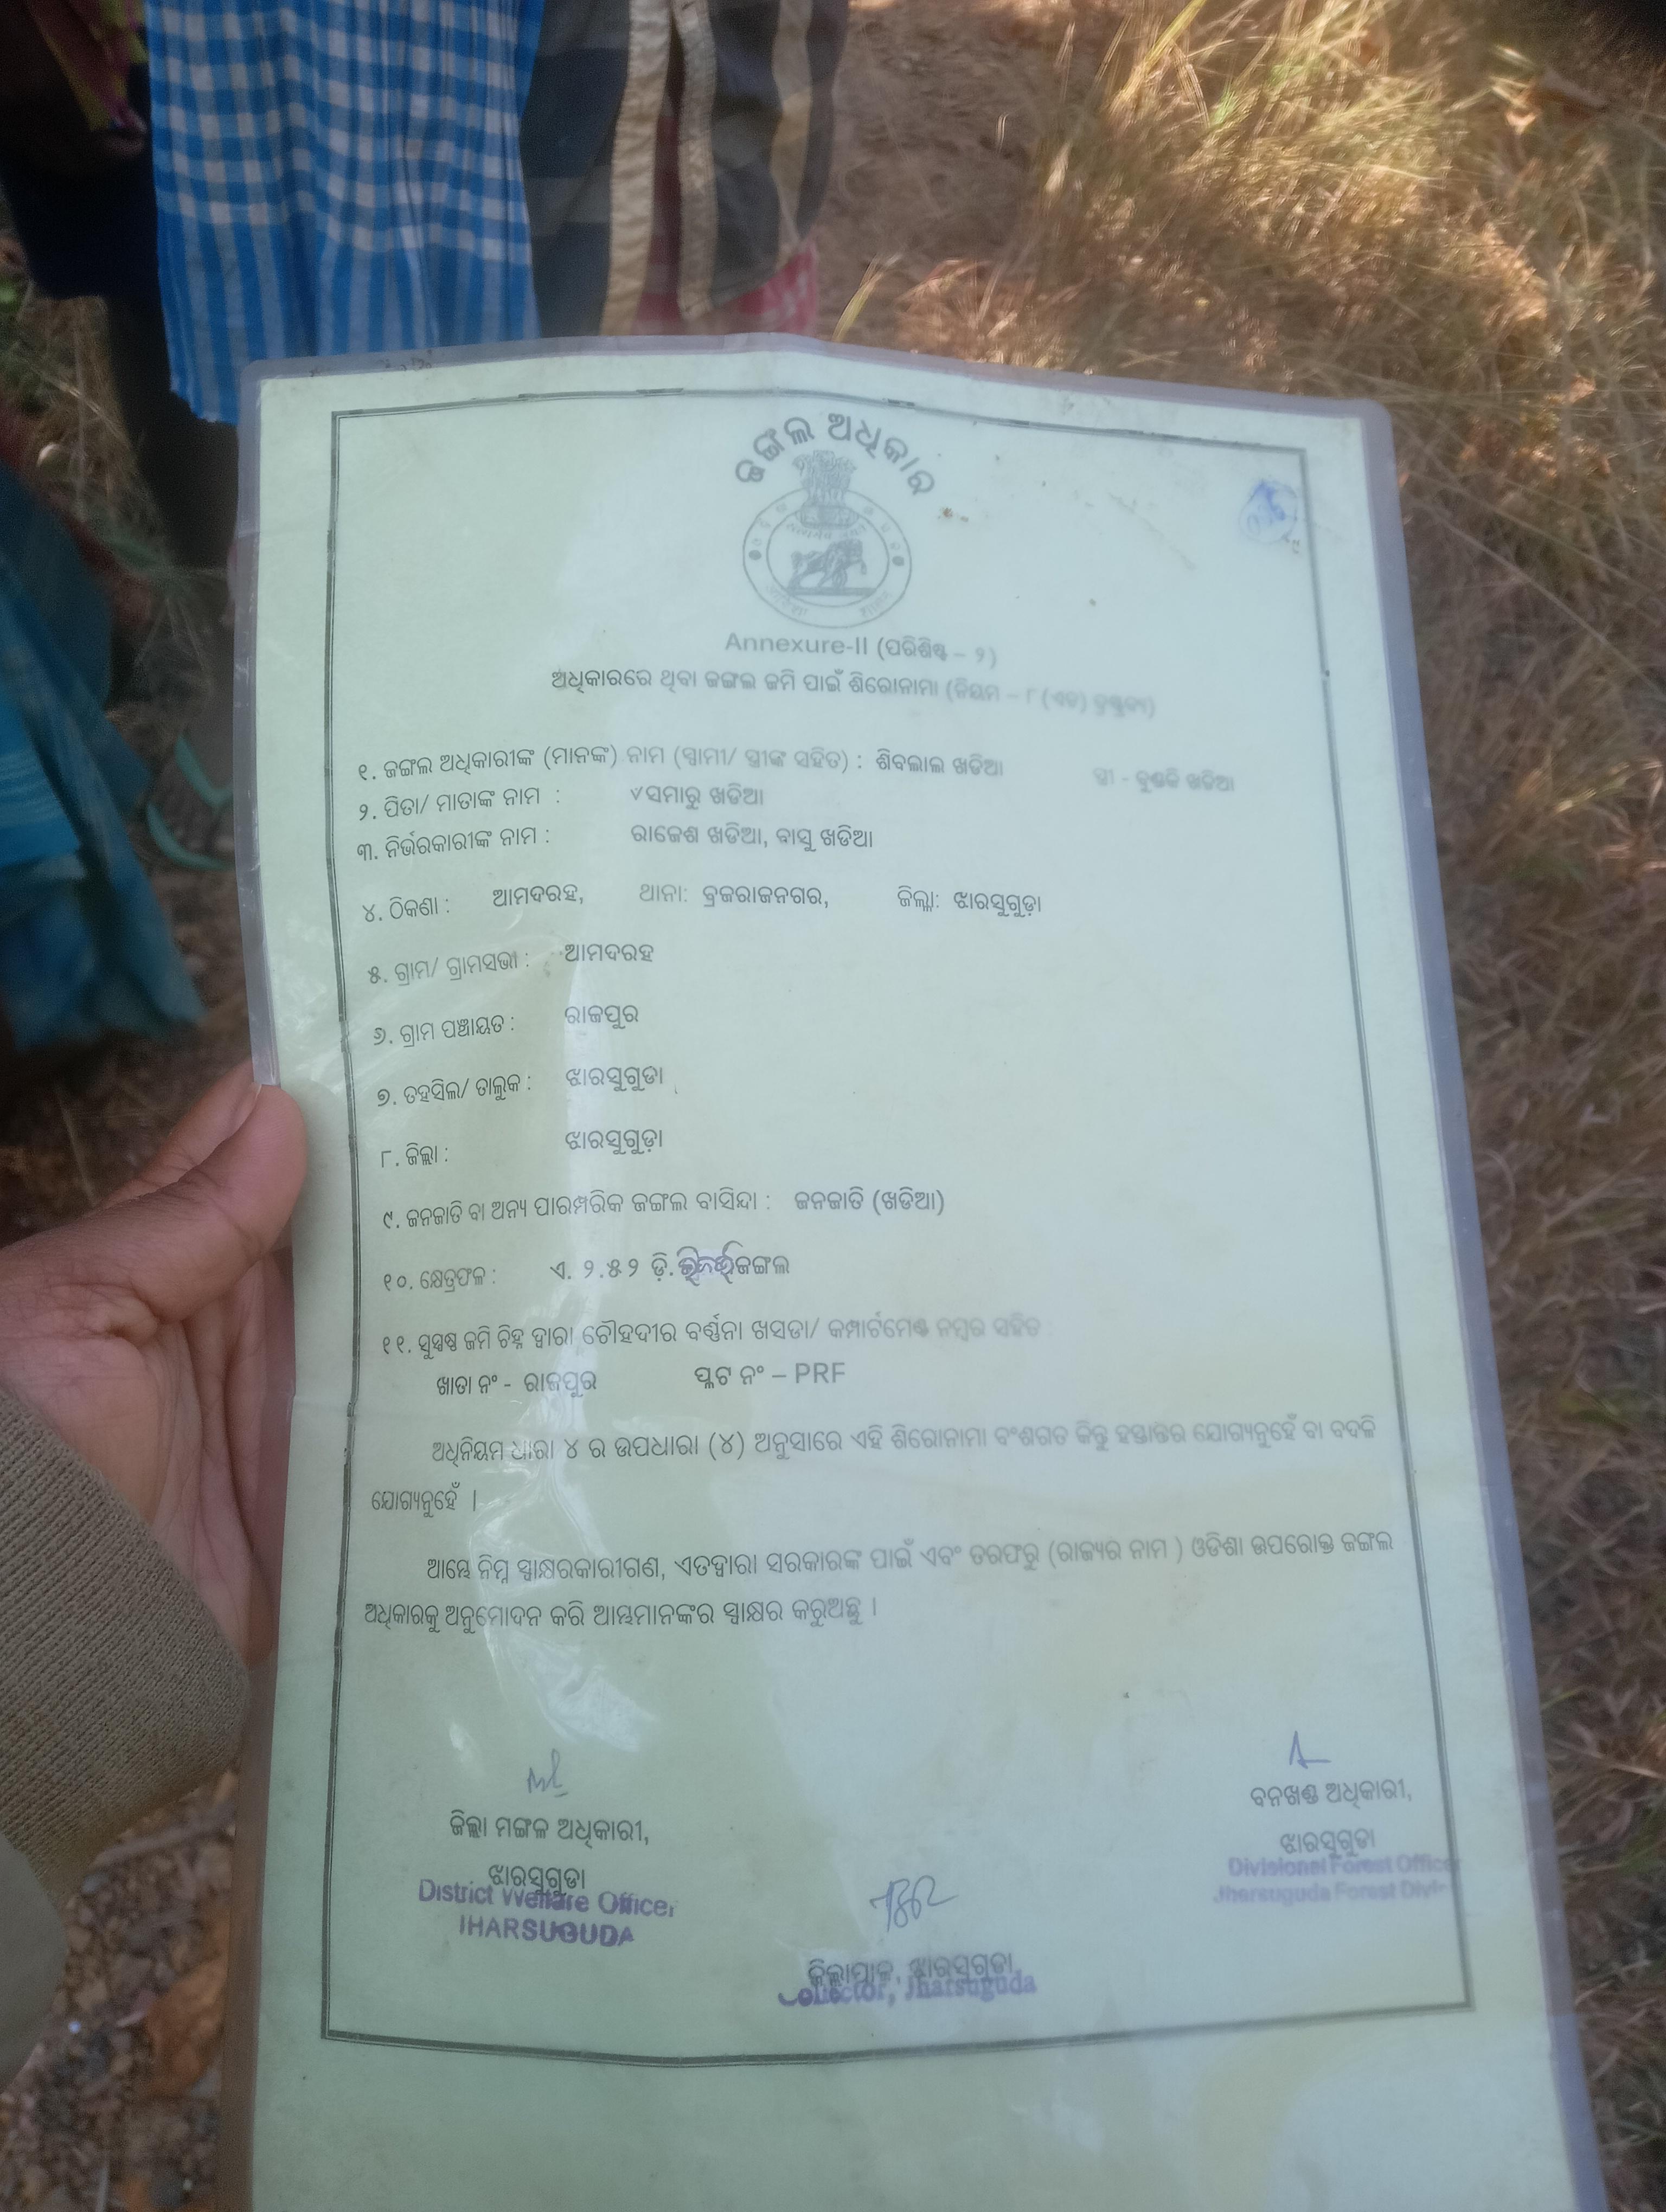 ଜଙ୍ଗଲ ଅଧିକାର
Annexure-II (ପରିଶିଷ୍ଟ – ୨)
ଅଧିକାରରେ ଥିବା ଜଙ୍ଗଲ ଜମି ପାଇଁ ଶିରୋନାମା (ନିୟମ – ୮ (ଏଚ) ଦ୍ରଷ୍ଟବ୍ୟ)
୧. ଜଙ୍ଗଲ ଅଧିକାରୀଙ୍କ (ମାନଙ୍କ) ନାମ (ସ୍ୱାମୀ/ ସ୍ତ୍ରୀଙ୍କ ସହିତ) : ଶିବଲାଲ ଖଡିଆ ସ୍ତ୍ରୀ - ଖଡିଆ
୨. ପିତା/ ମାତାଙ୍କ ନାମ : ସମାରୁ ଖଡିଆ
୩. ନିର୍ଭରକାରୀଙ୍କ ନାମ : ରାକେଶ ଖଡିଆ, ବାସୁ ଖଡିଆ
୪. ଠିକଣା : ଆମଦରହ, ଥାନା: ବ୍ରଜରାଜନଗର, ଜିଲ୍ଲା: ଝାରସୁଗୁଡ଼ା
୫. ଗ୍ରାମ/ ଗ୍ରାମସଭା : ଆମଦରହ
୬. ଗ୍ରାମ ପଞ୍ଚାୟତ : ରାଜପୁର
୭. ତହସିଲ/ ତାଲୁକ : ଝାରସୁଗୁଡା
୮. ଜିଲ୍ଲା : ଝାରସୁଗୁଡ଼ା
୯. ଜନଜାତି ବା ଅନ୍ୟ ପାରମ୍ପରିକ ଜଙ୍ଗଲ ବାସିନ୍ଦା : ଜନଜାତି (ଖଡିଆ)
୧୦. କ୍ଷେତ୍ରଫଳ : ଏ. ୨.୫୨ ଡ଼ି. ଜଙ୍ଗଲ
୧୧. ସୁସ୍ପଷ୍ଟ ଜମି ଚିହ୍ନ ଦ୍ୱାରା ଚୌହଦୀର ବର୍ଣ୍ଣନା ଖସଡା/ କମ୍ପାର୍ଟମେଣ୍ଟ ନମ୍ବର ସହିତ
ଖାତା ନଂ - ରାଜପୁର ପ୍ଳଟ ନଂ – PRF
ଅଧିନିୟମ ଧାରା ୪ ର ଉପଧାରା (୪) ଅନୁସାରେ ଏହି ଶିରୋନାମା ବଂଶଗତ କିନ୍ତୁ ହସ୍ତାନ୍ତର ଯୋଗ୍ୟନୁହେଁ ବା ବଦଳି
ଯୋଗ୍ୟନୁହେଁ ।
ଆମ୍ଭେ ନିମ୍ନ ସ୍ୱାକ୍ଷରକାରୀଗଣ, ଏତଦ୍ୱାରା ସରକାରଙ୍କ ପାଇଁ ଏବଂ ତରଫରୁ (ରାଜ୍ୟର ନାମ ) ଓଡିଶା ଉପରୋକ୍ତ ଜଙ୍ଗଲ
ଅଧିକାରକୁ ଅନୁମୋଦନ କରି ଆମ୍ଭମାନଙ୍କର ସ୍ୱାକ୍ଷର କରୁଅଛୁ ।
ଜିଲ୍ଲା ମଙ୍ଗଳ ଅଧିକାରୀ,
ଝାରସୁଗୁଡା
District Welfare Officer
JHARSUGUDA
ବନଖଣ୍ଡ ଅଧିକାରୀ,
ଝାରସୁଗୁଡା
Divisional Forest Officer
Jharsuguda Forest Divis
ଜିଲ୍ଲାପାଳ, ଝାରସୁଗୁଡା
Collector, Jharsuguda